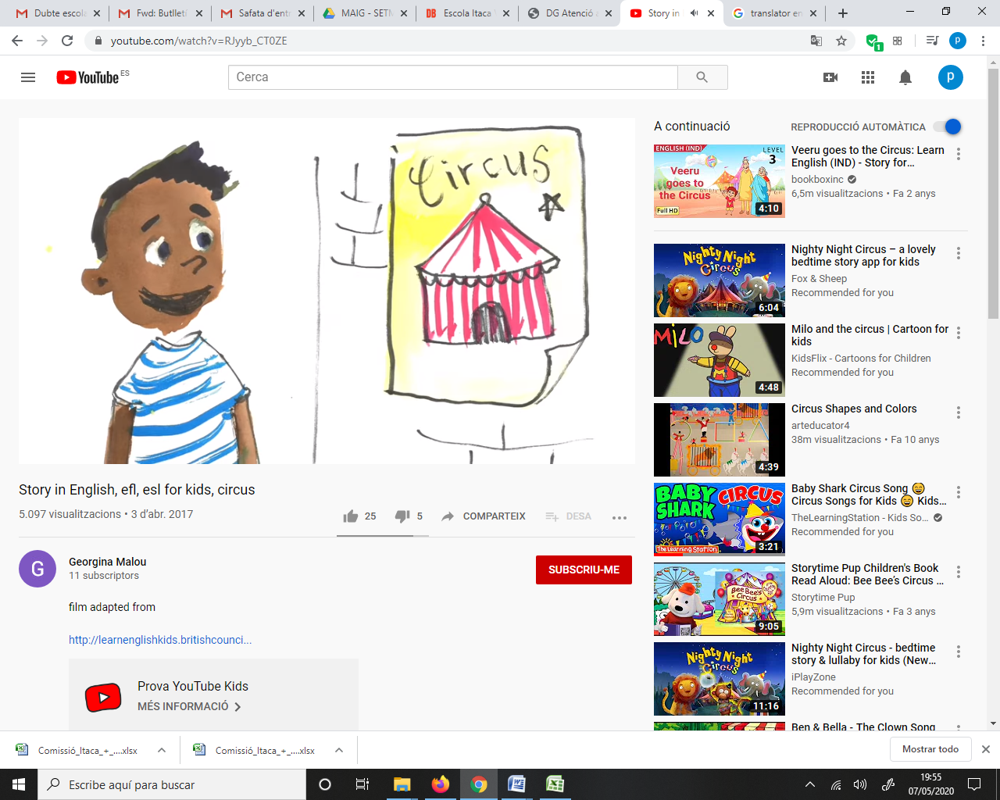 Dubte escola
Fwd: Butlletí
Safata d'entr
MAIG - SETM
DB Escola Itaca
DG Atenció a
Story in
translator en
youtube.com/watch?v=RJyyb_CT0ZE
1
p
YouTube ES
Cerca
p
Circus
Story in English, efl, esl for kids, circus
5.097 visualitzacions • 3 d'abr. 2017
25
5
COMPARTEIX
DESA
G
Georgina Malou
11 subscriptors
SUBSCRIU-ME
film adapted from
http://learnenglishkids.britishcounci...
Prova YouTube Kids
MÉS INFORMACIÓ
A continuació
REPRODUCCIÓ AUTOMÀTICA
ENGLISH (IND)
LEVEL
3
Veeru
goes to
the Circus
Full HD
4:10
Veeru goes to the Circus: Learn
English (IND) - Story for...
bookboxinc
6,5m visualitzacions • Fa 2 anys
Nighty Night
Circus
6:04
Nighty Night Circus – a lovely
bedtime story app for kids
Fox & Sheep
Recommended for you
MILO
4:48
Milo and the circus | Cartoon for
kids
KidsFlix - Cartoons for Children
Recommended for you
4:39
Circus Shapes and Colors
arteducator4
38m visualitzacions • Fa 10 anys
BABY
SHARK
CIRCUS
The Learning Station
3:21
Baby Shark Circus Song 😄
Circus Songs for Kids 😄 Kids...
TheLearningStation - Kids So...
Recommended for you
Bee Bee's
Circus
9:05
Storytime Pup Children's Book
Read Aloud: Bee Bee's Circus ...
Storytime Pup
5,9m visualitzacions • Fa 3 anys
Nighty Night
Circus
11:16
Nighty Night Circus - bedtime
story & lullaby for kids (New...
iPlayZone
Recommended for you
Ben & Bella - The Clown Song
Comissió_Itaca_+_....xlsx
Comissió_Itaca_+_....xlsx
Mostrar todo
Escribe aquí para buscar
19:55
07/05/2020